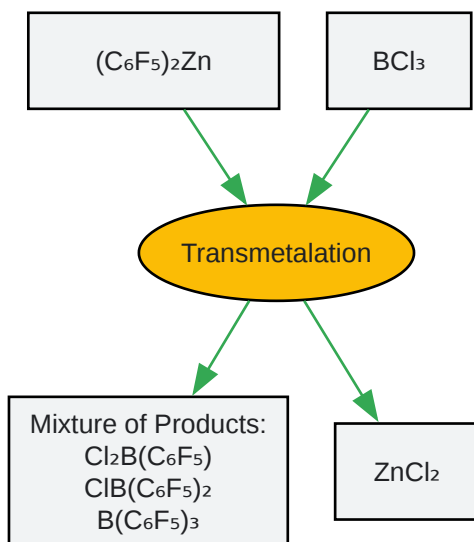 (C₆F₅)₂Zn
BCl₃
Transmetalation
Mixture of Products:
Cl₂B(C₆F₅)
ClB(C₆F₅)₂
B(C₆F₅)₃
ZnCl₂